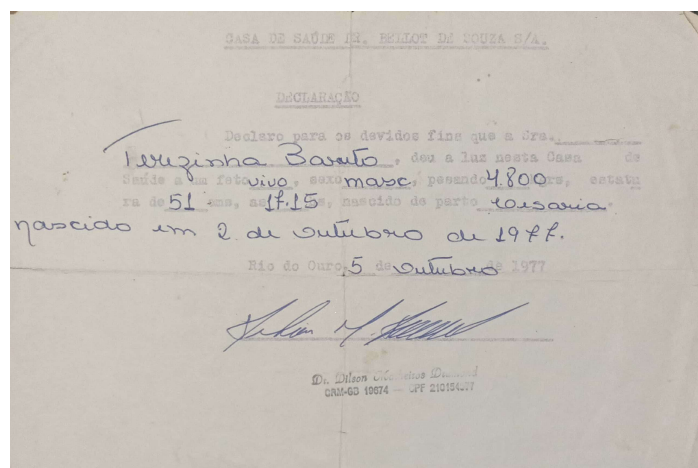 CASA DE SAÚDE DR. BELLOT DE SOUZA S/A.
DECLARAÇÃO
Declaro para os devidos fins que a Sra.
Terezinha Barreto, deu a luz nesta Casa de
Saúde a um feto vivo, sexo masc, pesando 4.800 grs, estatu
ra de 51 cms, as 17.15 hs, nascido de parto Cesaria.
nascido em 2 de outubro de 1977.
Rio do Ouro, 5 de outubro de 1977
Dr. Dilson
CRM-GB 19674 — CPF